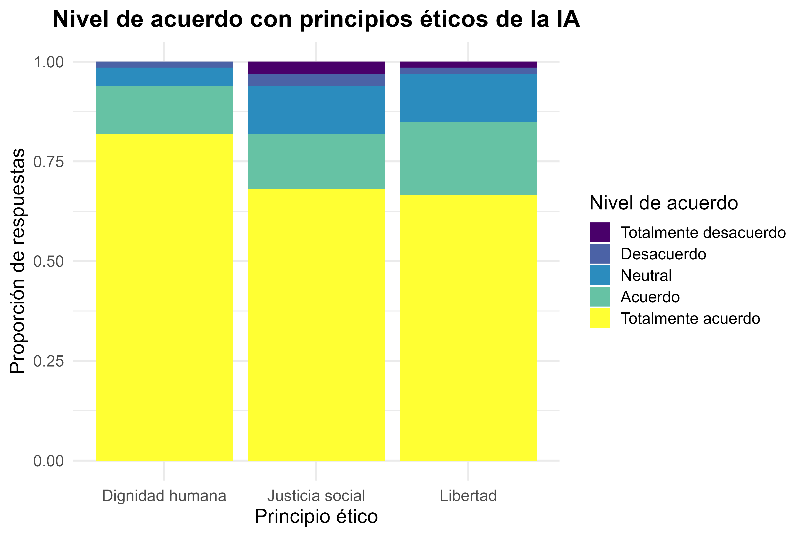 Nivel de acuerdo con principios éticos de la IA
Proporción de respuestas
1.00
0.75
0.50
0.25
0.00
Dignidad humana
Justicia social
Libertad
Principio ético
Nivel de acuerdo
Totalmente desacuerdo
Desacuerdo
Neutral
Acuerdo
Totalmente acuerdo